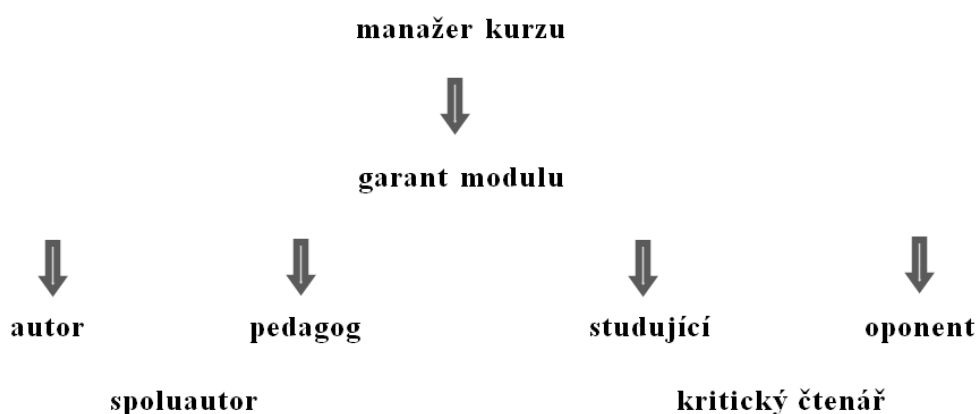 manažer kurzu
garant modulu
autor pedagog studující oponent
spoluautor kritický čtenář